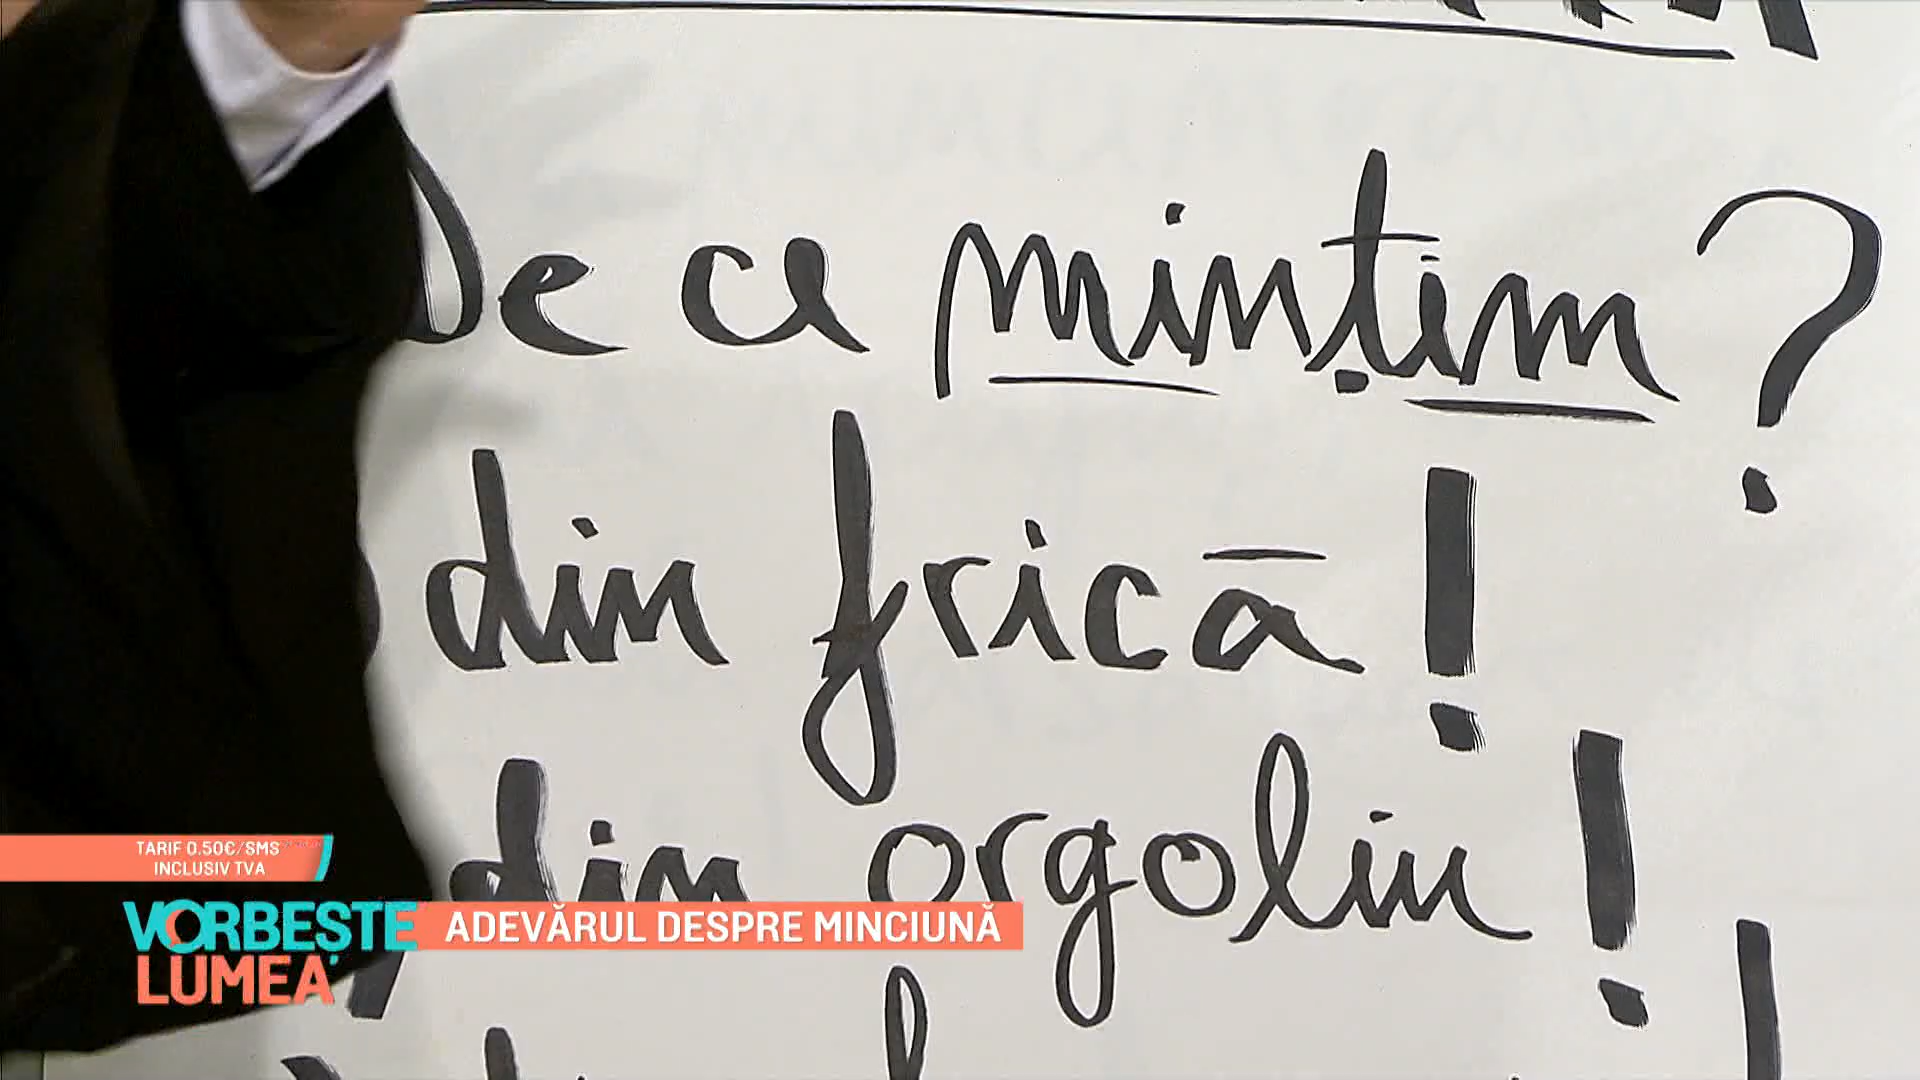 De ce mințim?
din frică!
din orgoliu!
TARIF 0.50€/SMS
INCLUSIV TVA
VORBEȘTE
LUMEA
ADEVĂRUL DESPRE MINCIUNĂ